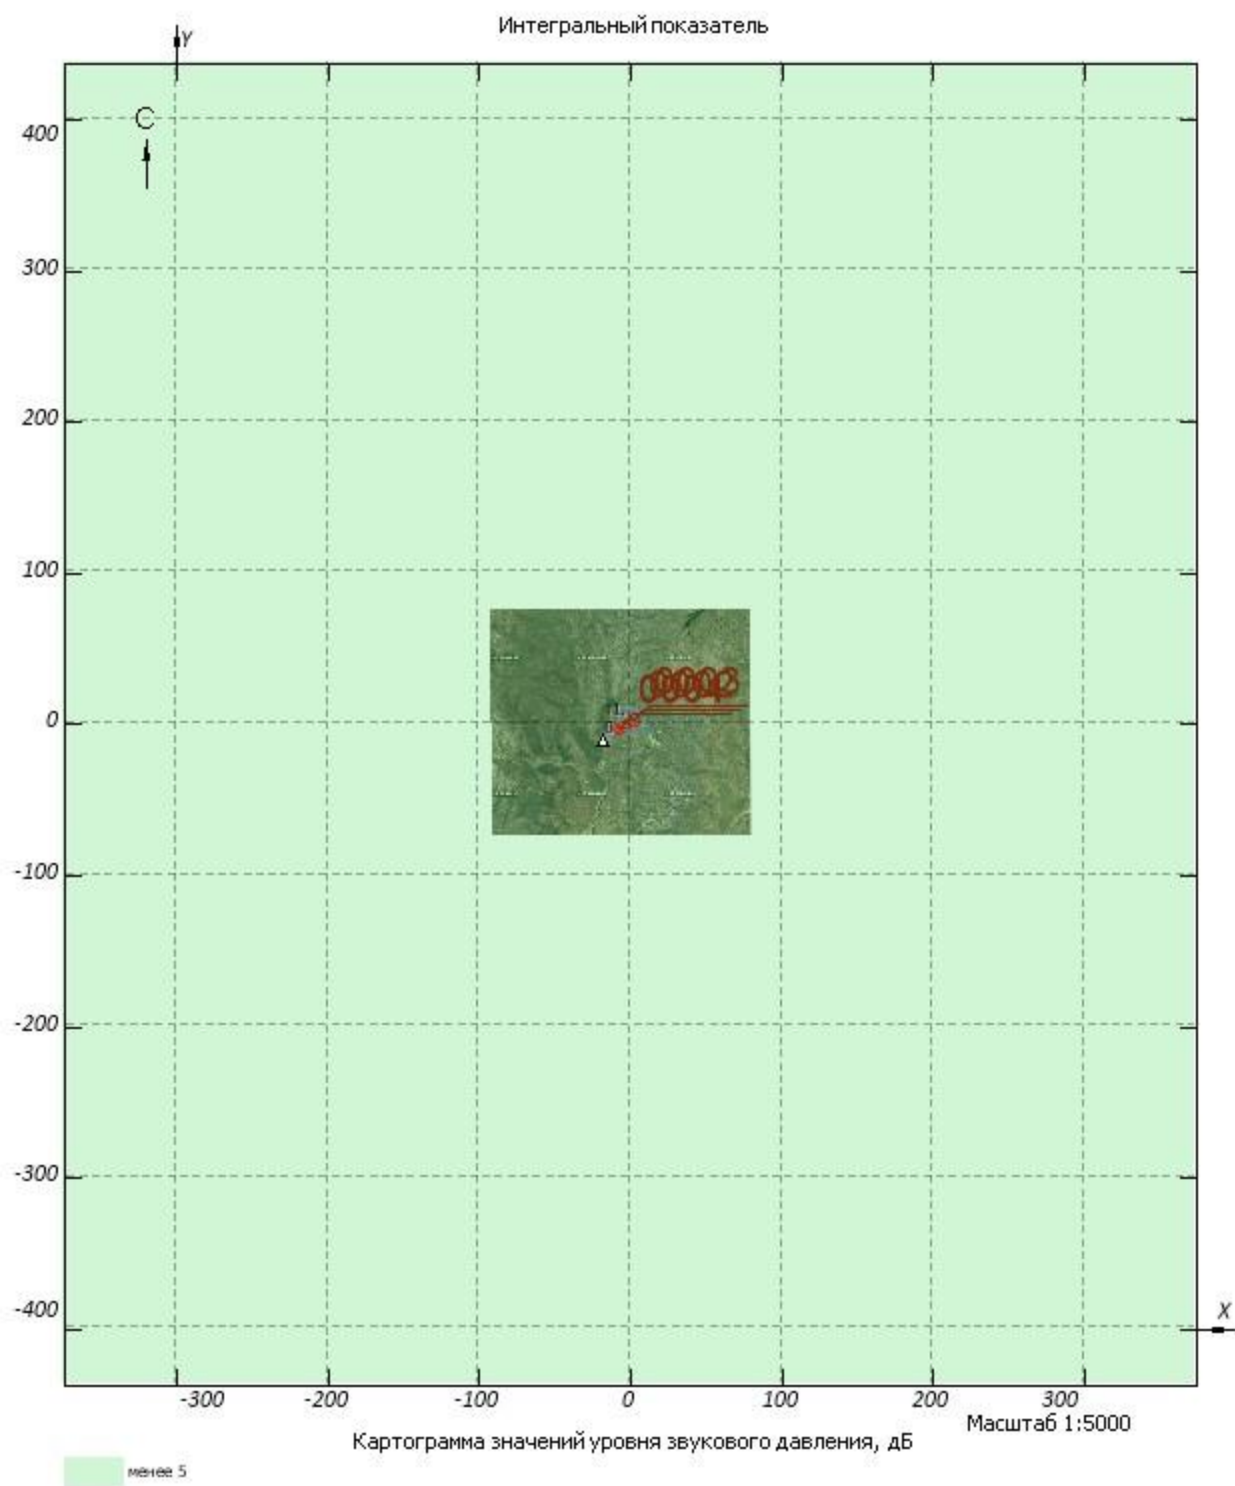 Интегральный показатель
Y
С
400
300
200
100
0
-100
-200
-300
-400
X
-300 -200 -100 0 100 200 300
Масштаб 1:5000
Картограмма значений уровня звукового давления, дБ
менее 5